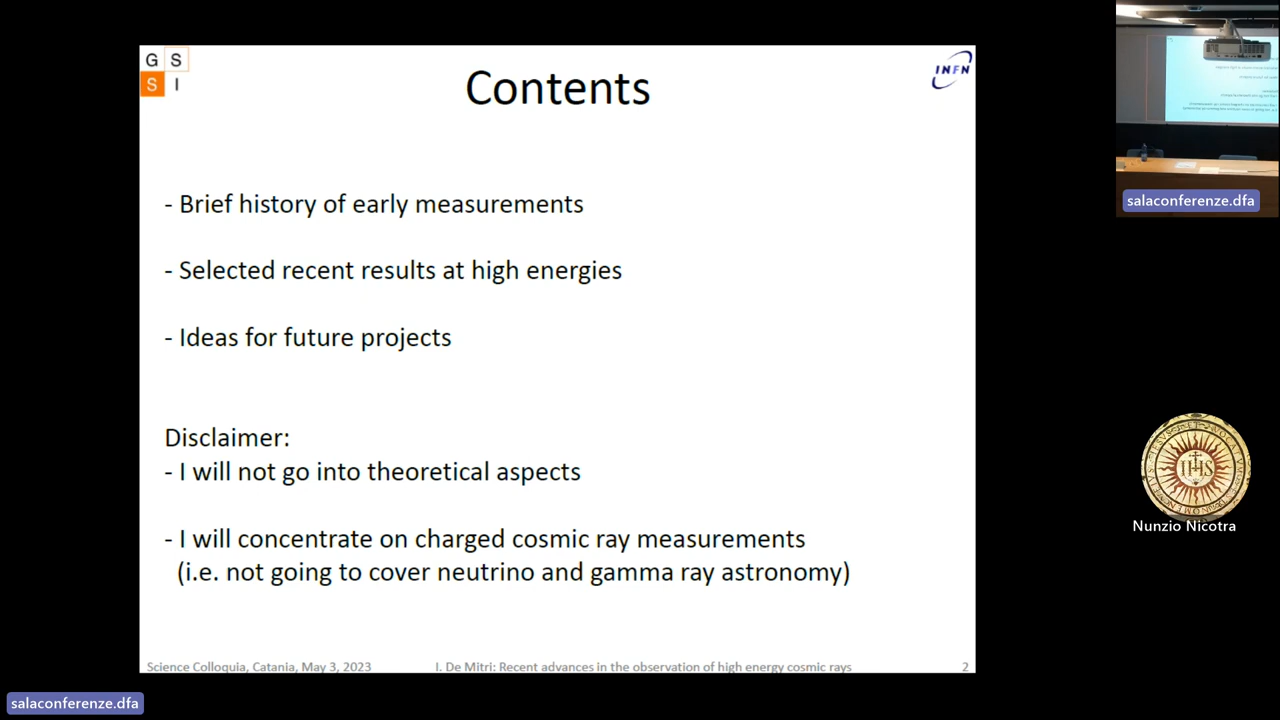 G S
S I
Contents
INFN
- Brief history of early measurements
- Selected recent results at high energies
- Ideas for future projects
Disclaimer:
- I will not go into theoretical aspects
- I will concentrate on charged cosmic ray measurements
(i.e. not going to cover neutrino and gamma ray astronomy)
Science Colloquia, Catania, May 3, 2023
I. De Mitri: Recent advances in the observation of high energy cosmic rays
2
salaconferenze.dfa
IHS
Nunzio Nicotra
salaconferenze.dfa